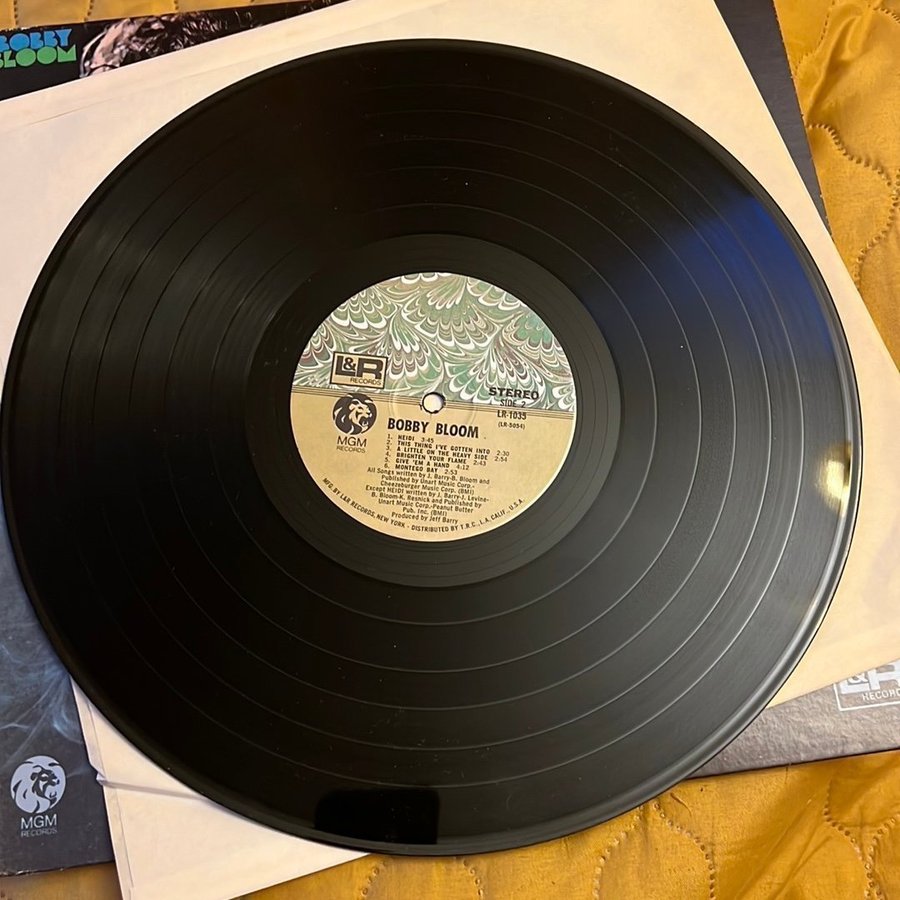 BOBBY
BLOOM
L&R
RECORDS
STEREO
SIDE 2
LR-1035
(LR-5054)
MGM
RECORDS
BOBBY BLOOM
1. HEIDI 3:45
2. THIS THING I'VE GOTTEN INTO 2:30
3. A LITTLE ON THE HEAVY SIDE 2:54
4. BRIGHTEN YOUR FLAME 2:43
5. GIVE 'EM A HAND 4:12
6. MONTEGO BAY 2:53
All Songs written by J. Barry-B. Bloom and
Published by Unart Music Corp.-
Cheezeburger Music Corp. (BMI)
Except HEIDI written by J. Barry-J. Levine-
B. Bloom-K. Resnick and Published by
Unart Music Corp.-Peanut Butter
Pub. Inc. (BMI)
Produced by Jeff Barry
MFG. BY L&R RECORDS, NEW YORK - DISTRIBUTED BY T.R.C., L.A. CALIF., U.S.A.
L&R
RECORDS
MGM
RECORDS